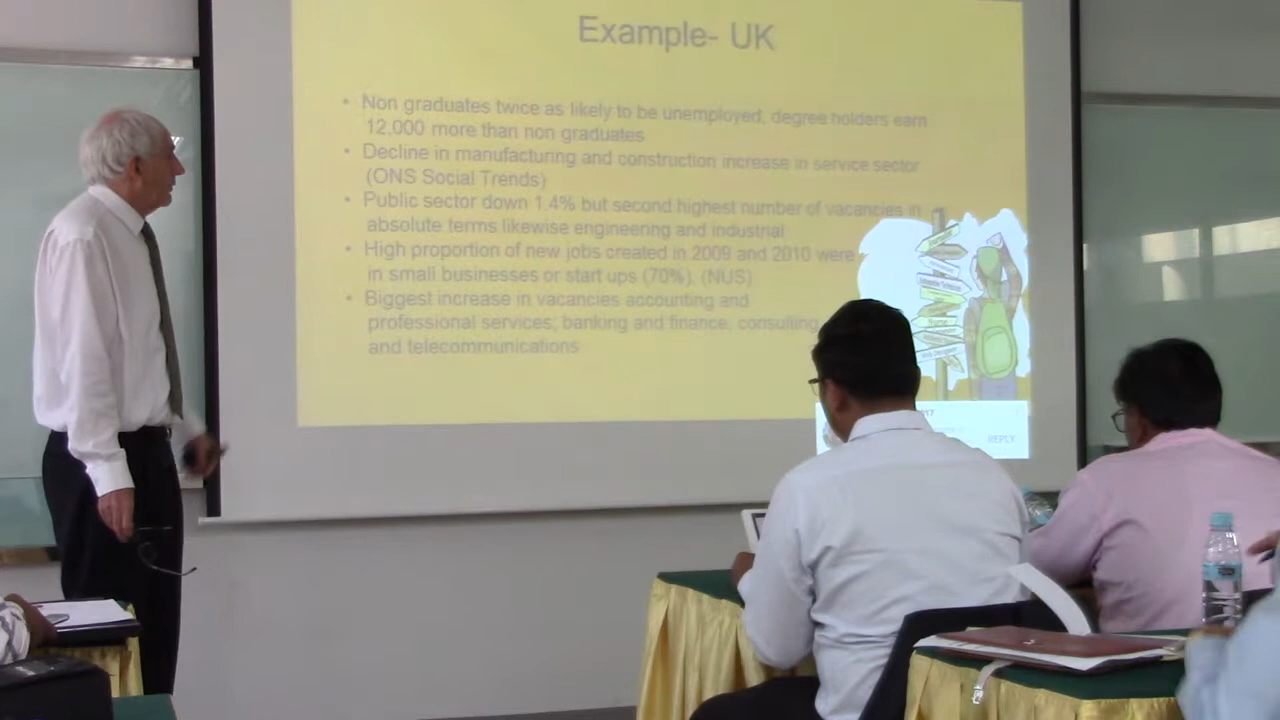 Example- UK
• Non graduates twice as likely to be unemployed; degree holders earn
12,000 more than non graduates
• Decline in manufacturing and construction increase in service sector
(ONS Social Trends)
• Public sector down 1.4% but second highest number of vacancies in
absolute terms likewise engineering and industrial
• High proportion of new jobs created in 2009 and 2010 were
in small businesses or start ups (70%). (NUS)
• Biggest increase in vacancies accounting and
professional services; banking and finance; consulting
and telecommunications
REPLY